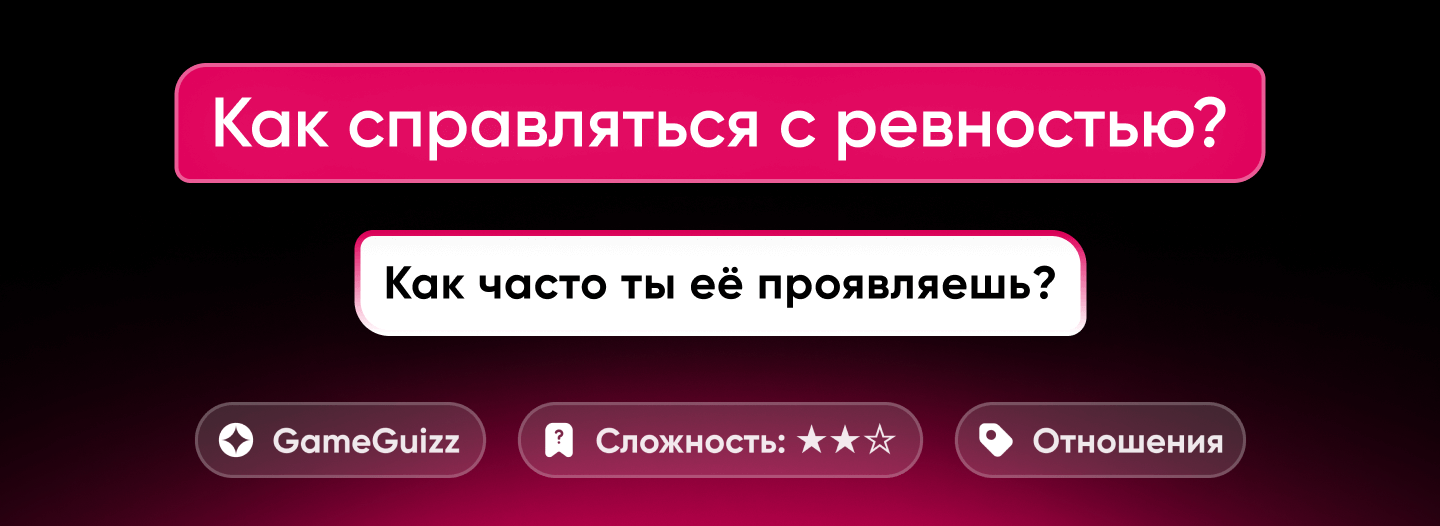 Как справляться с ревностью?
Как часто ты её проявляешь?
GameGuizz
Сложность: ★★☆
Отношения